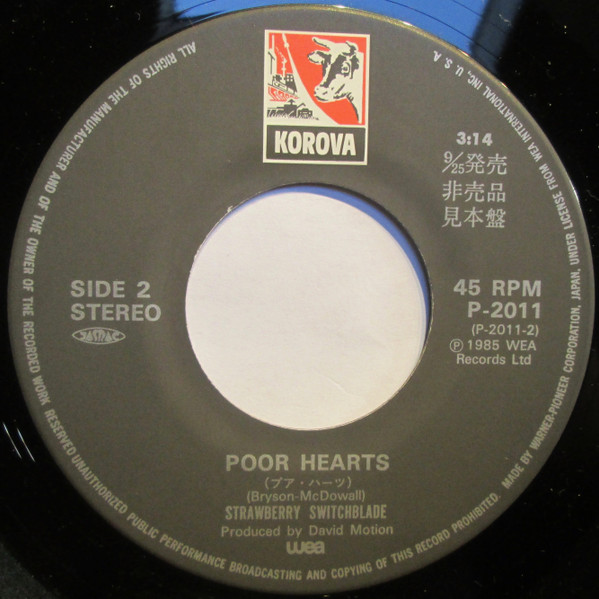 KOROVA
3:14
9/25発売
非売品
見本盤
SIDE 2
STEREO
JASRAC
45 RPM
P-2011
(P-2011-2)
Ⓟ1985 WEA
Records Ltd
POOR HEARTS
(プア・ハーツ)
(Bryson-McDowall)
STRAWBERRY SWITCHBLADE
Produced by David Motion
wea
ALL RIGHTS OF THE MANUFACTURER AND OF THE OWNER OF THE RECORDED WORK RESERVED UNAUTHORIZED PUBLIC PERFORMANCE BROADCASTING AND COPYING OF THIS RECORD PROHIBITED. MADE BY WARNER-PIONEER CORPORATION, JAPAN, UNDER LICENSE FROM WEA INTERNATIONAL INC., U. S. A.